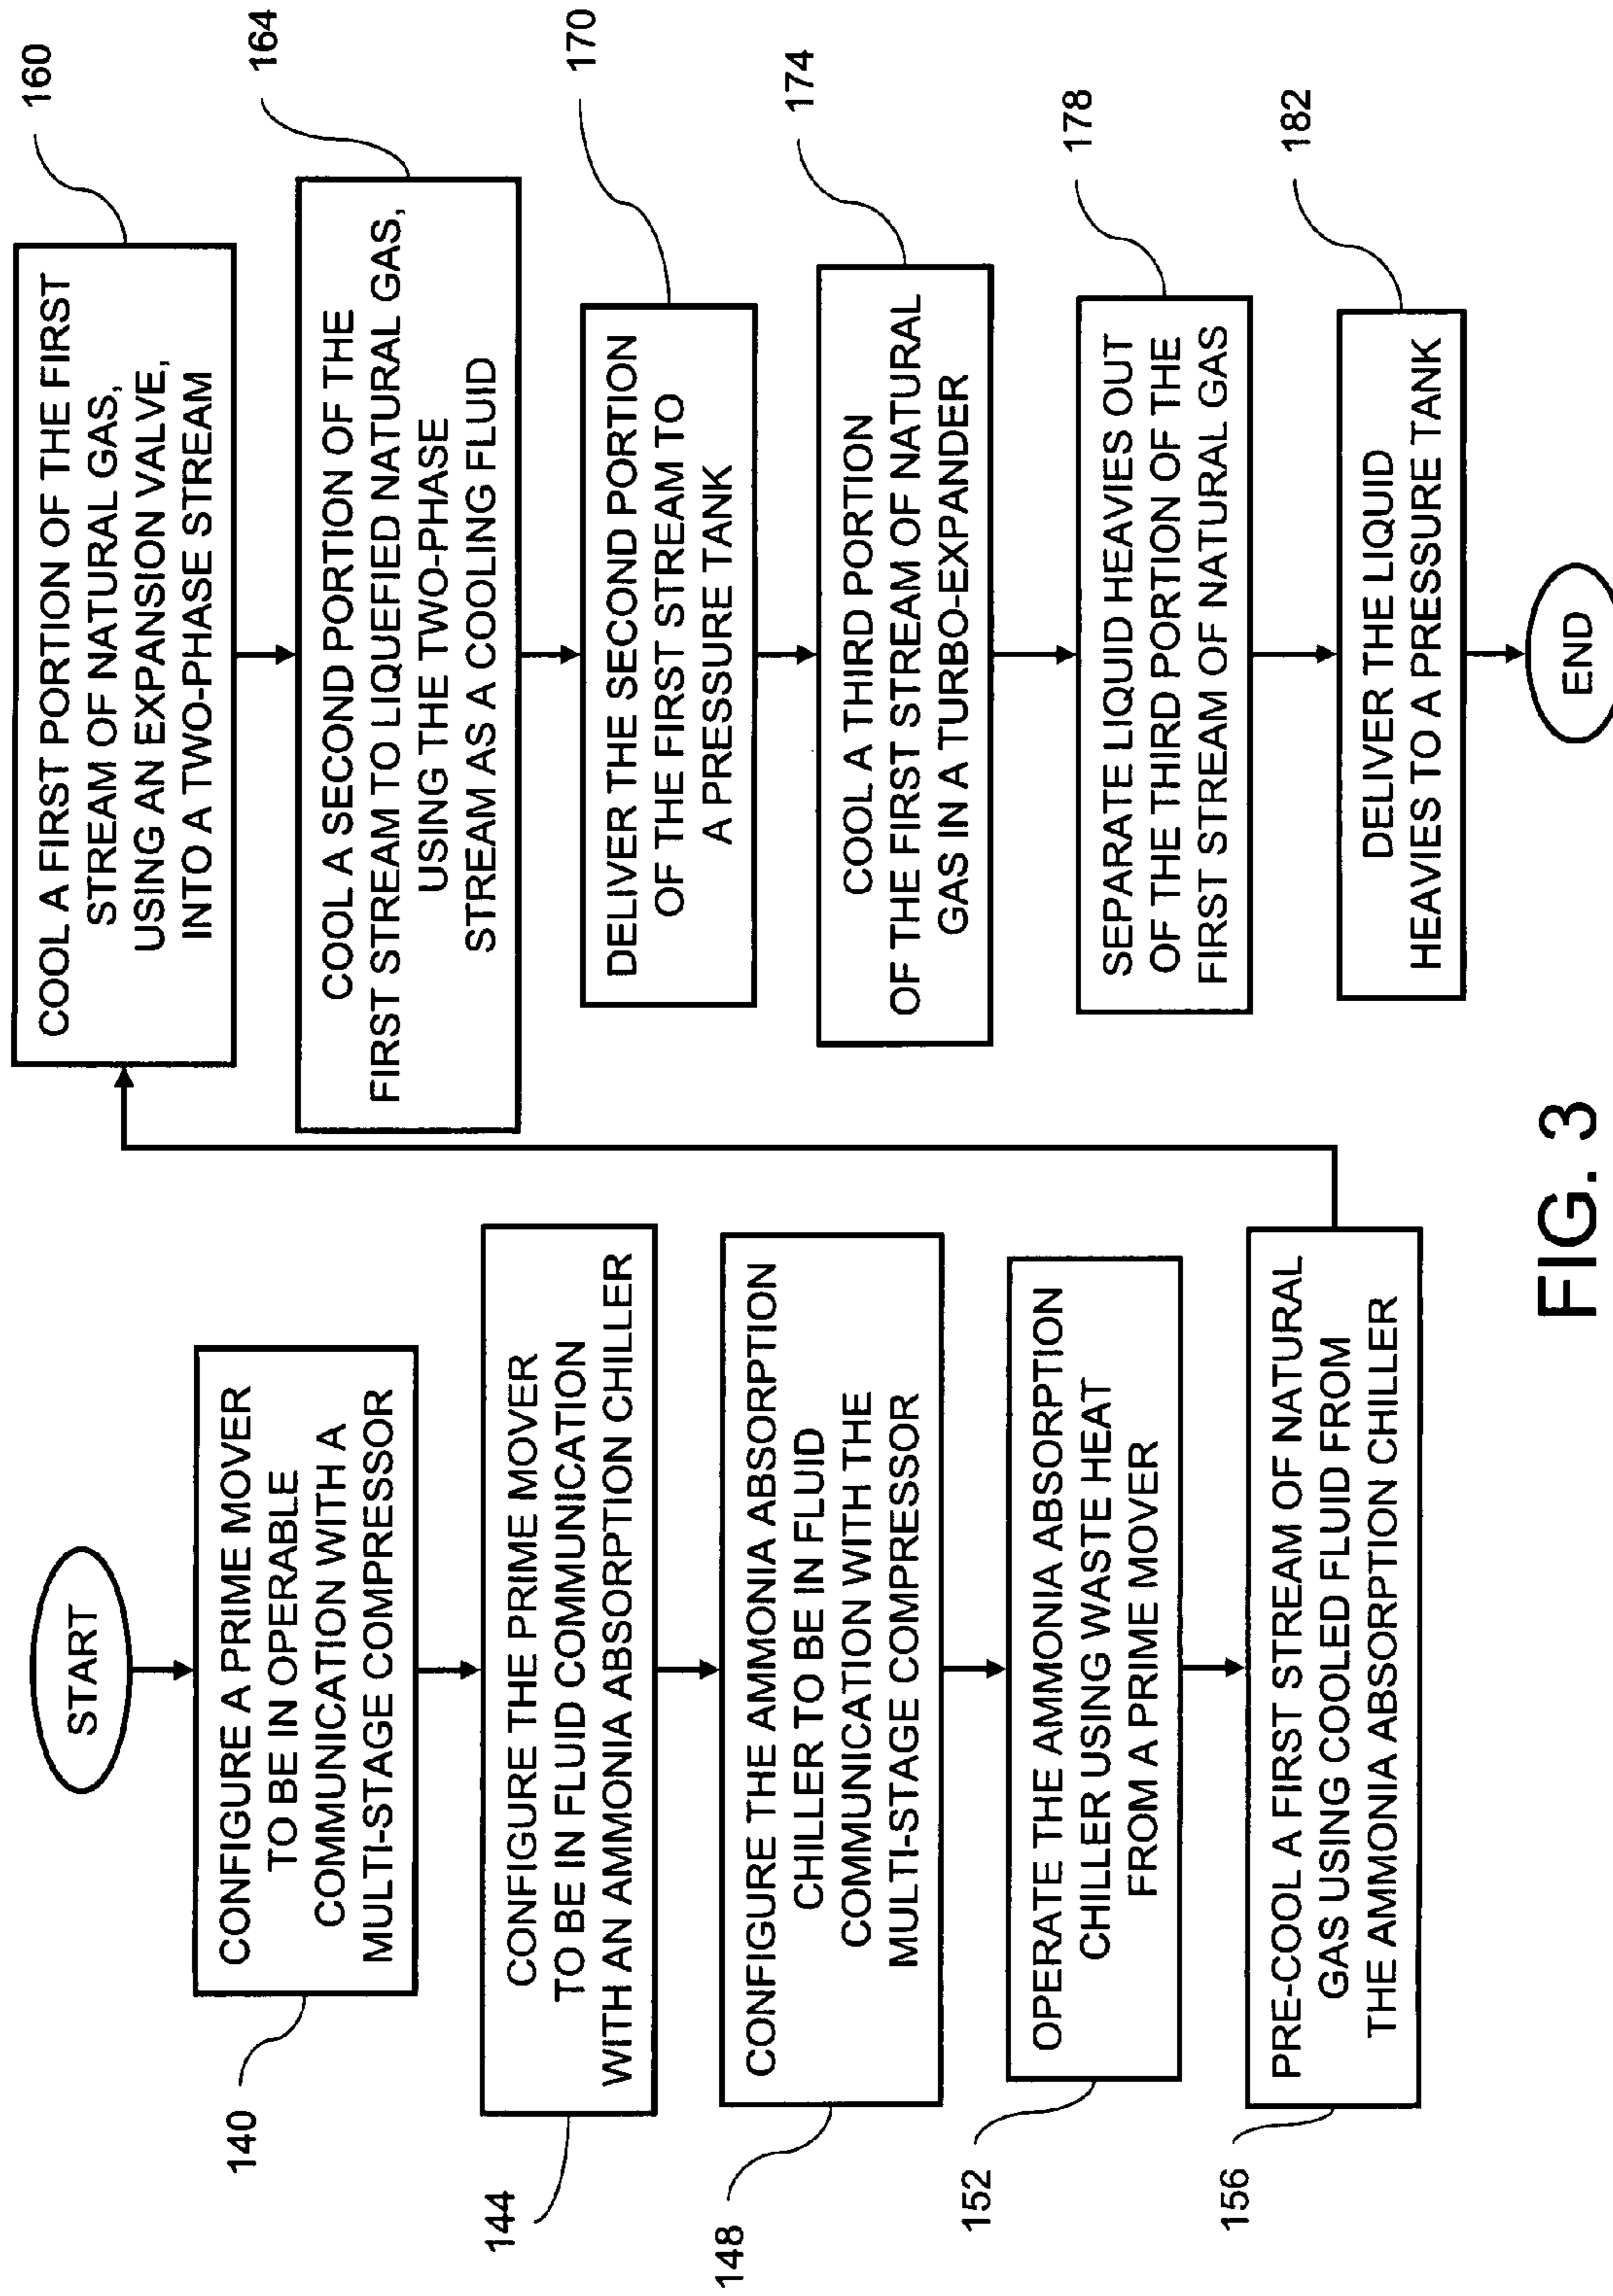 START
CONFIGURE A PRIME MOVER
TO BE IN OPERABLE
COMMUNICATION WITH A
MULTI-STAGE COMPRESSOR
140
CONFIGURE THE PRIME MOVER
TO BE IN FLUID COMMUNICATION
WITH AN AMMONIA ABSORPTION CHILLER
144
CONFIGURE THE AMMONIA ABSORPTION
CHILLER TO BE IN FLUID
COMMUNICATION WITH THE
MULTI-STAGE COMPRESSOR
148
OPERATE THE AMMONIA ABSORPTION
CHILLER USING WASTE HEAT
FROM A PRIME MOVER
152
PRE-COOL A FIRST STREAM OF NATURAL
GAS USING COOLED FLUID FROM
THE AMMONIA ABSORPTION CHILLER
156
COOL A FIRST PORTION OF THE FIRST
STREAM OF NATURAL GAS,
USING AN EXPANSION VALVE,
INTO A TWO-PHASE STREAM
160
COOL A SECOND PORTION OF THE
FIRST STREAM TO LIQUEFIED NATURAL GAS,
USING THE TWO-PHASE
STREAM AS A COOLING FLUID
164
DELIVER THE SECOND PORTION
OF THE FIRST STREAM TO
A PRESSURE TANK
170
COOL A THIRD PORTION
OF THE FIRST STREAM OF NATURAL
GAS IN A TURBO-EXPANDER
174
SEPARATE LIQUID HEAVIES OUT
OF THE THIRD PORTION OF THE
FIRST STREAM OF NATURAL GAS
178
DELIVER THE LIQUID
HEAVIES TO A PRESSURE TANK
182
END
FIG. 3